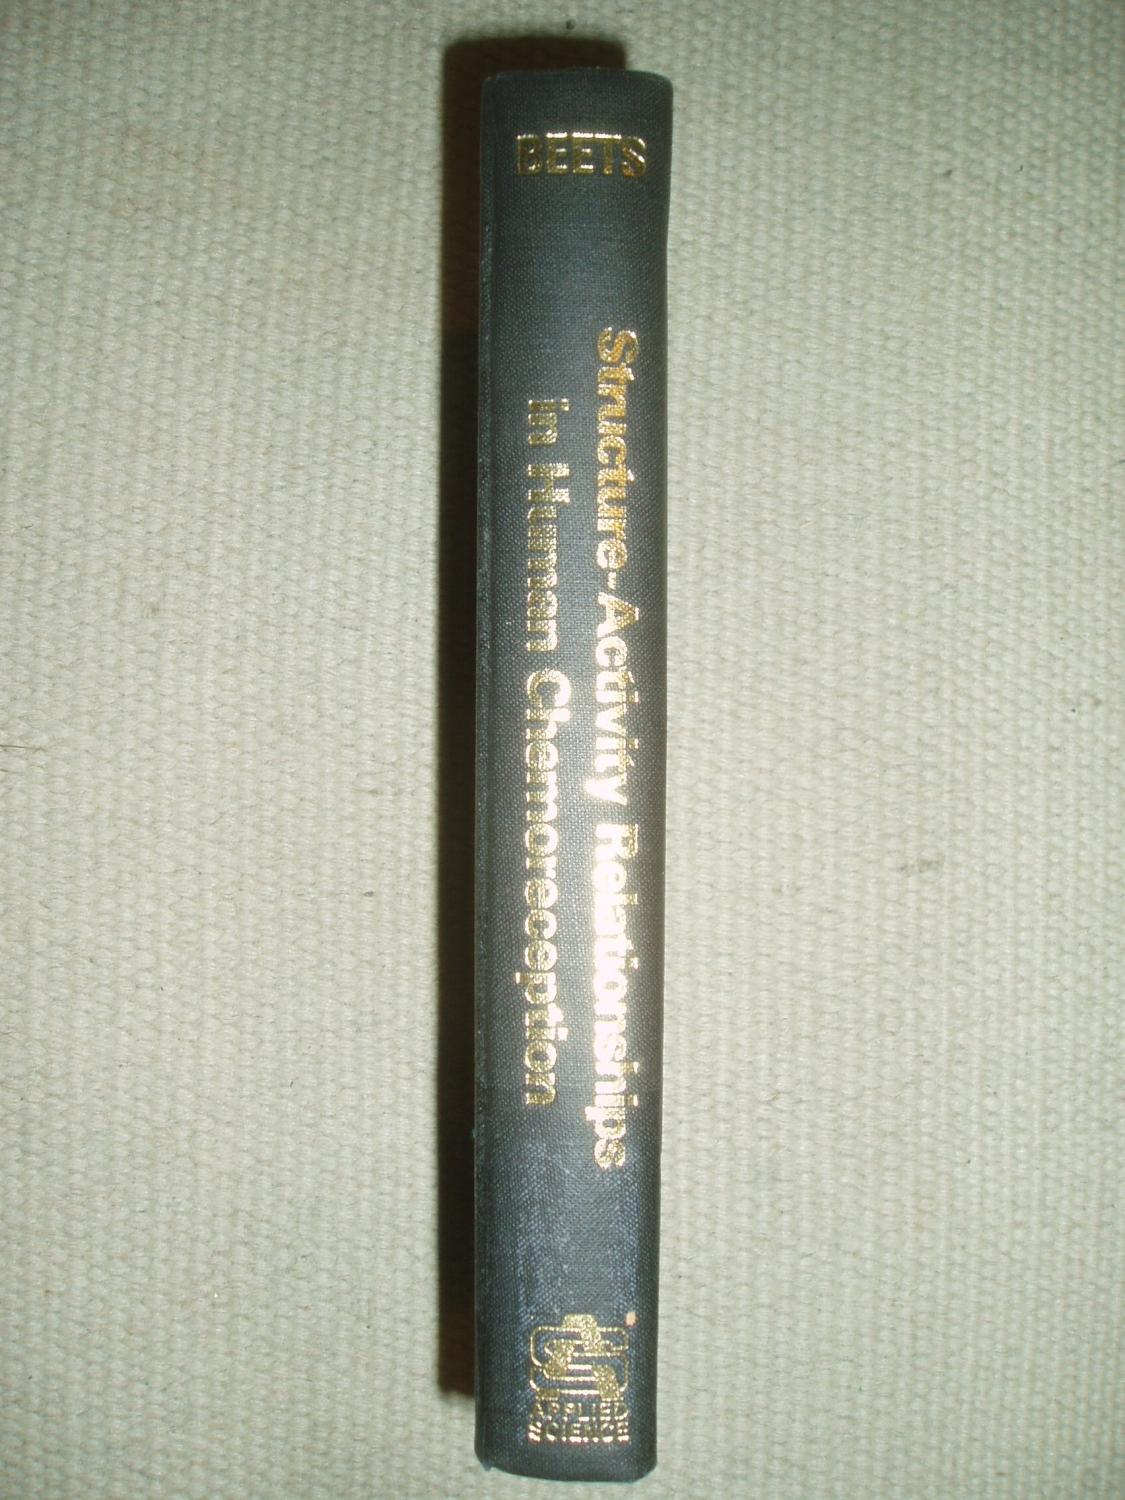 BEETS
Structure-Activity Relationships
in Human Chemoreception
APPLIED
SCIENCE